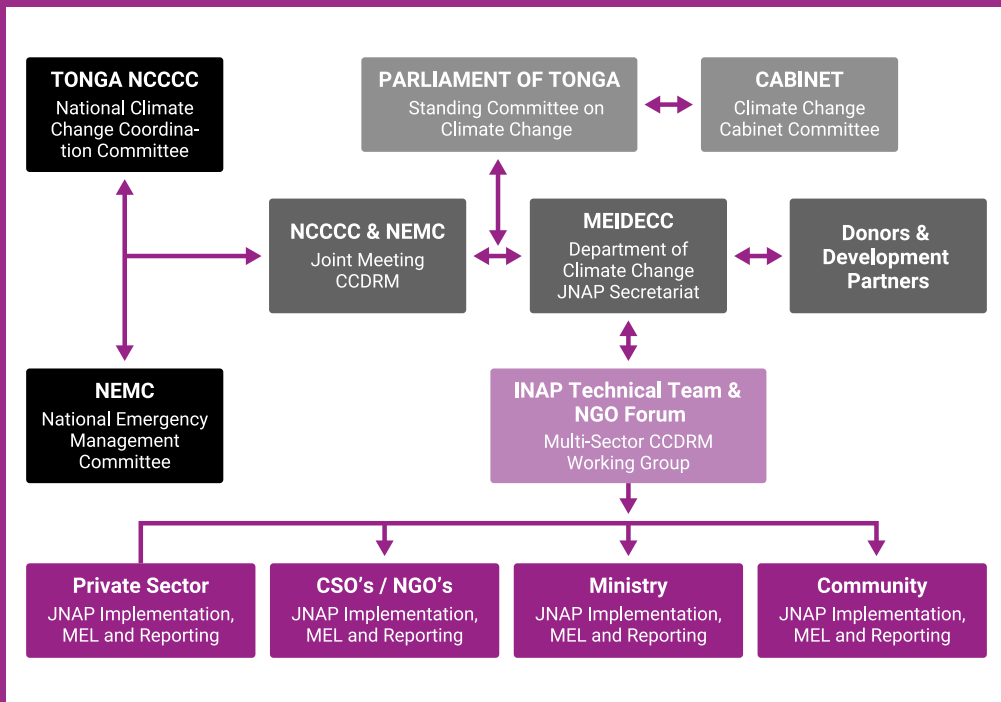 TONGA NCCCC
National Climate
Change Coordina-
tion Committee
PARLIAMENT OF TONGA
Standing Committee on
Climate Change
CABINET
Climate Change
Cabinet Committee
NCCCC & NEMC
Joint Meeting
CCDRM
MEIDECC
Department of
Climate Change
JNAP Secretariat
Donors &
Development
Partners
NEMC
National Emergency
Management
Committee
INAP Technical Team &
NGO Forum
Multi-Sector CCDRM
Working Group
Private Sector
JNAP Implementation,
MEL and Reporting
CSO's / NGO's
JNAP Implementation,
MEL and Reporting
Ministry
JNAP Implementation,
MEL and Reporting
Community
JNAP Implementation,
MEL and Reporting